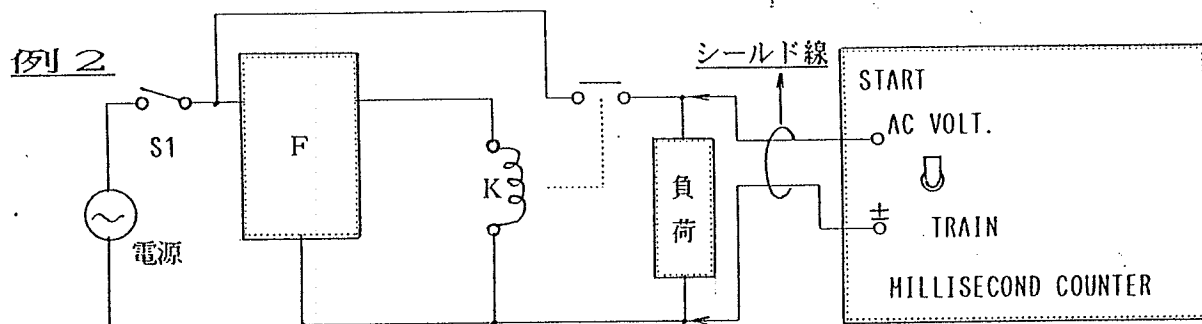 例2
シールド線
START
AC VOLT.
S1
F
K
負荷
±
TRAIN
電源
MILLISECOND COUNTER